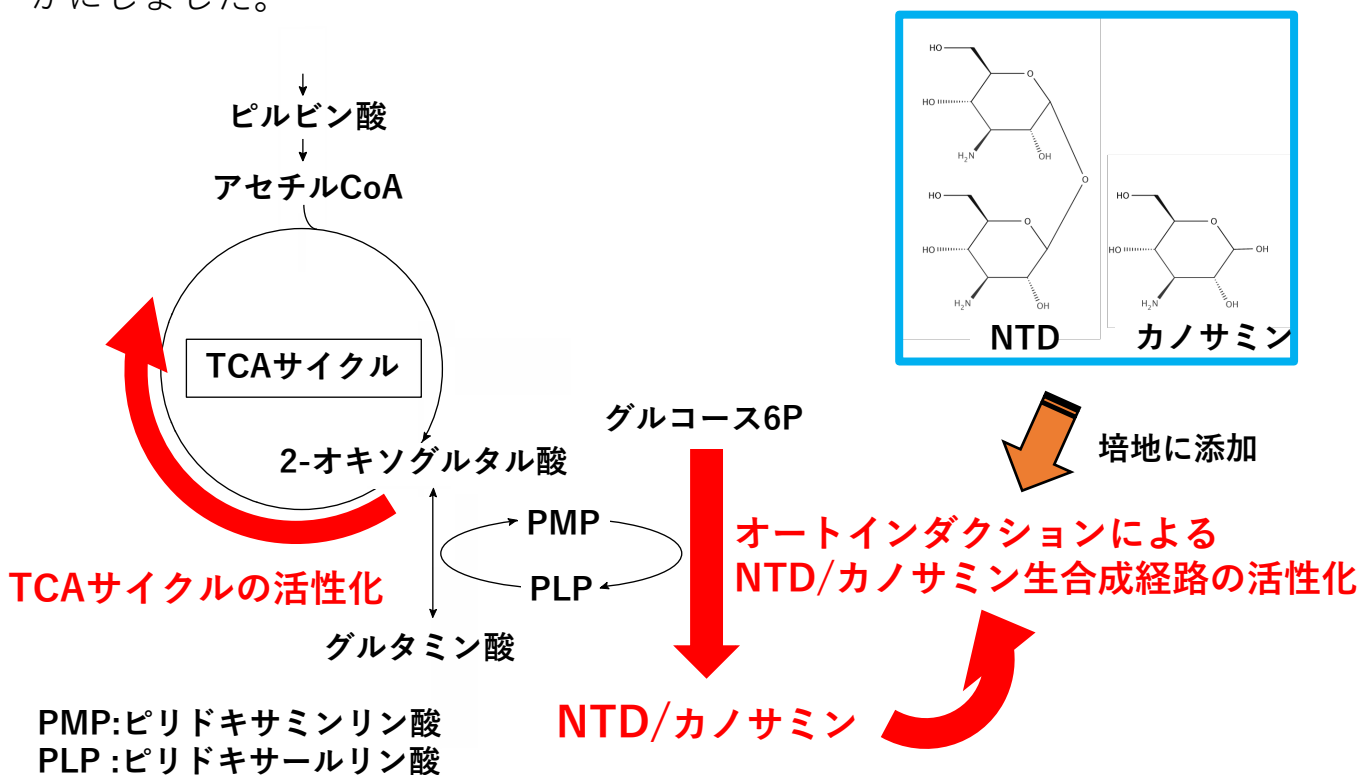 かにしました。
ピルビン酸
アセチルCoA
TCAサイクル
2-オキソグルタル酸
TCAサイクルの活性化
グルタミン酸
PMP
PLP
グルコース6P
HO
O
HO
H₂N
OH
O
HO
O
HO
H₂N
OH
NTD
HO
O
HO
OH
H₂N
OH
カノサミン
培地に添加
オートインダクションによる
NTD/カノサミン生合成経路の活性化
NTD/カノサミン
PMP:ピリドキサミンリン酸
PLP :ピリドキサールリン酸